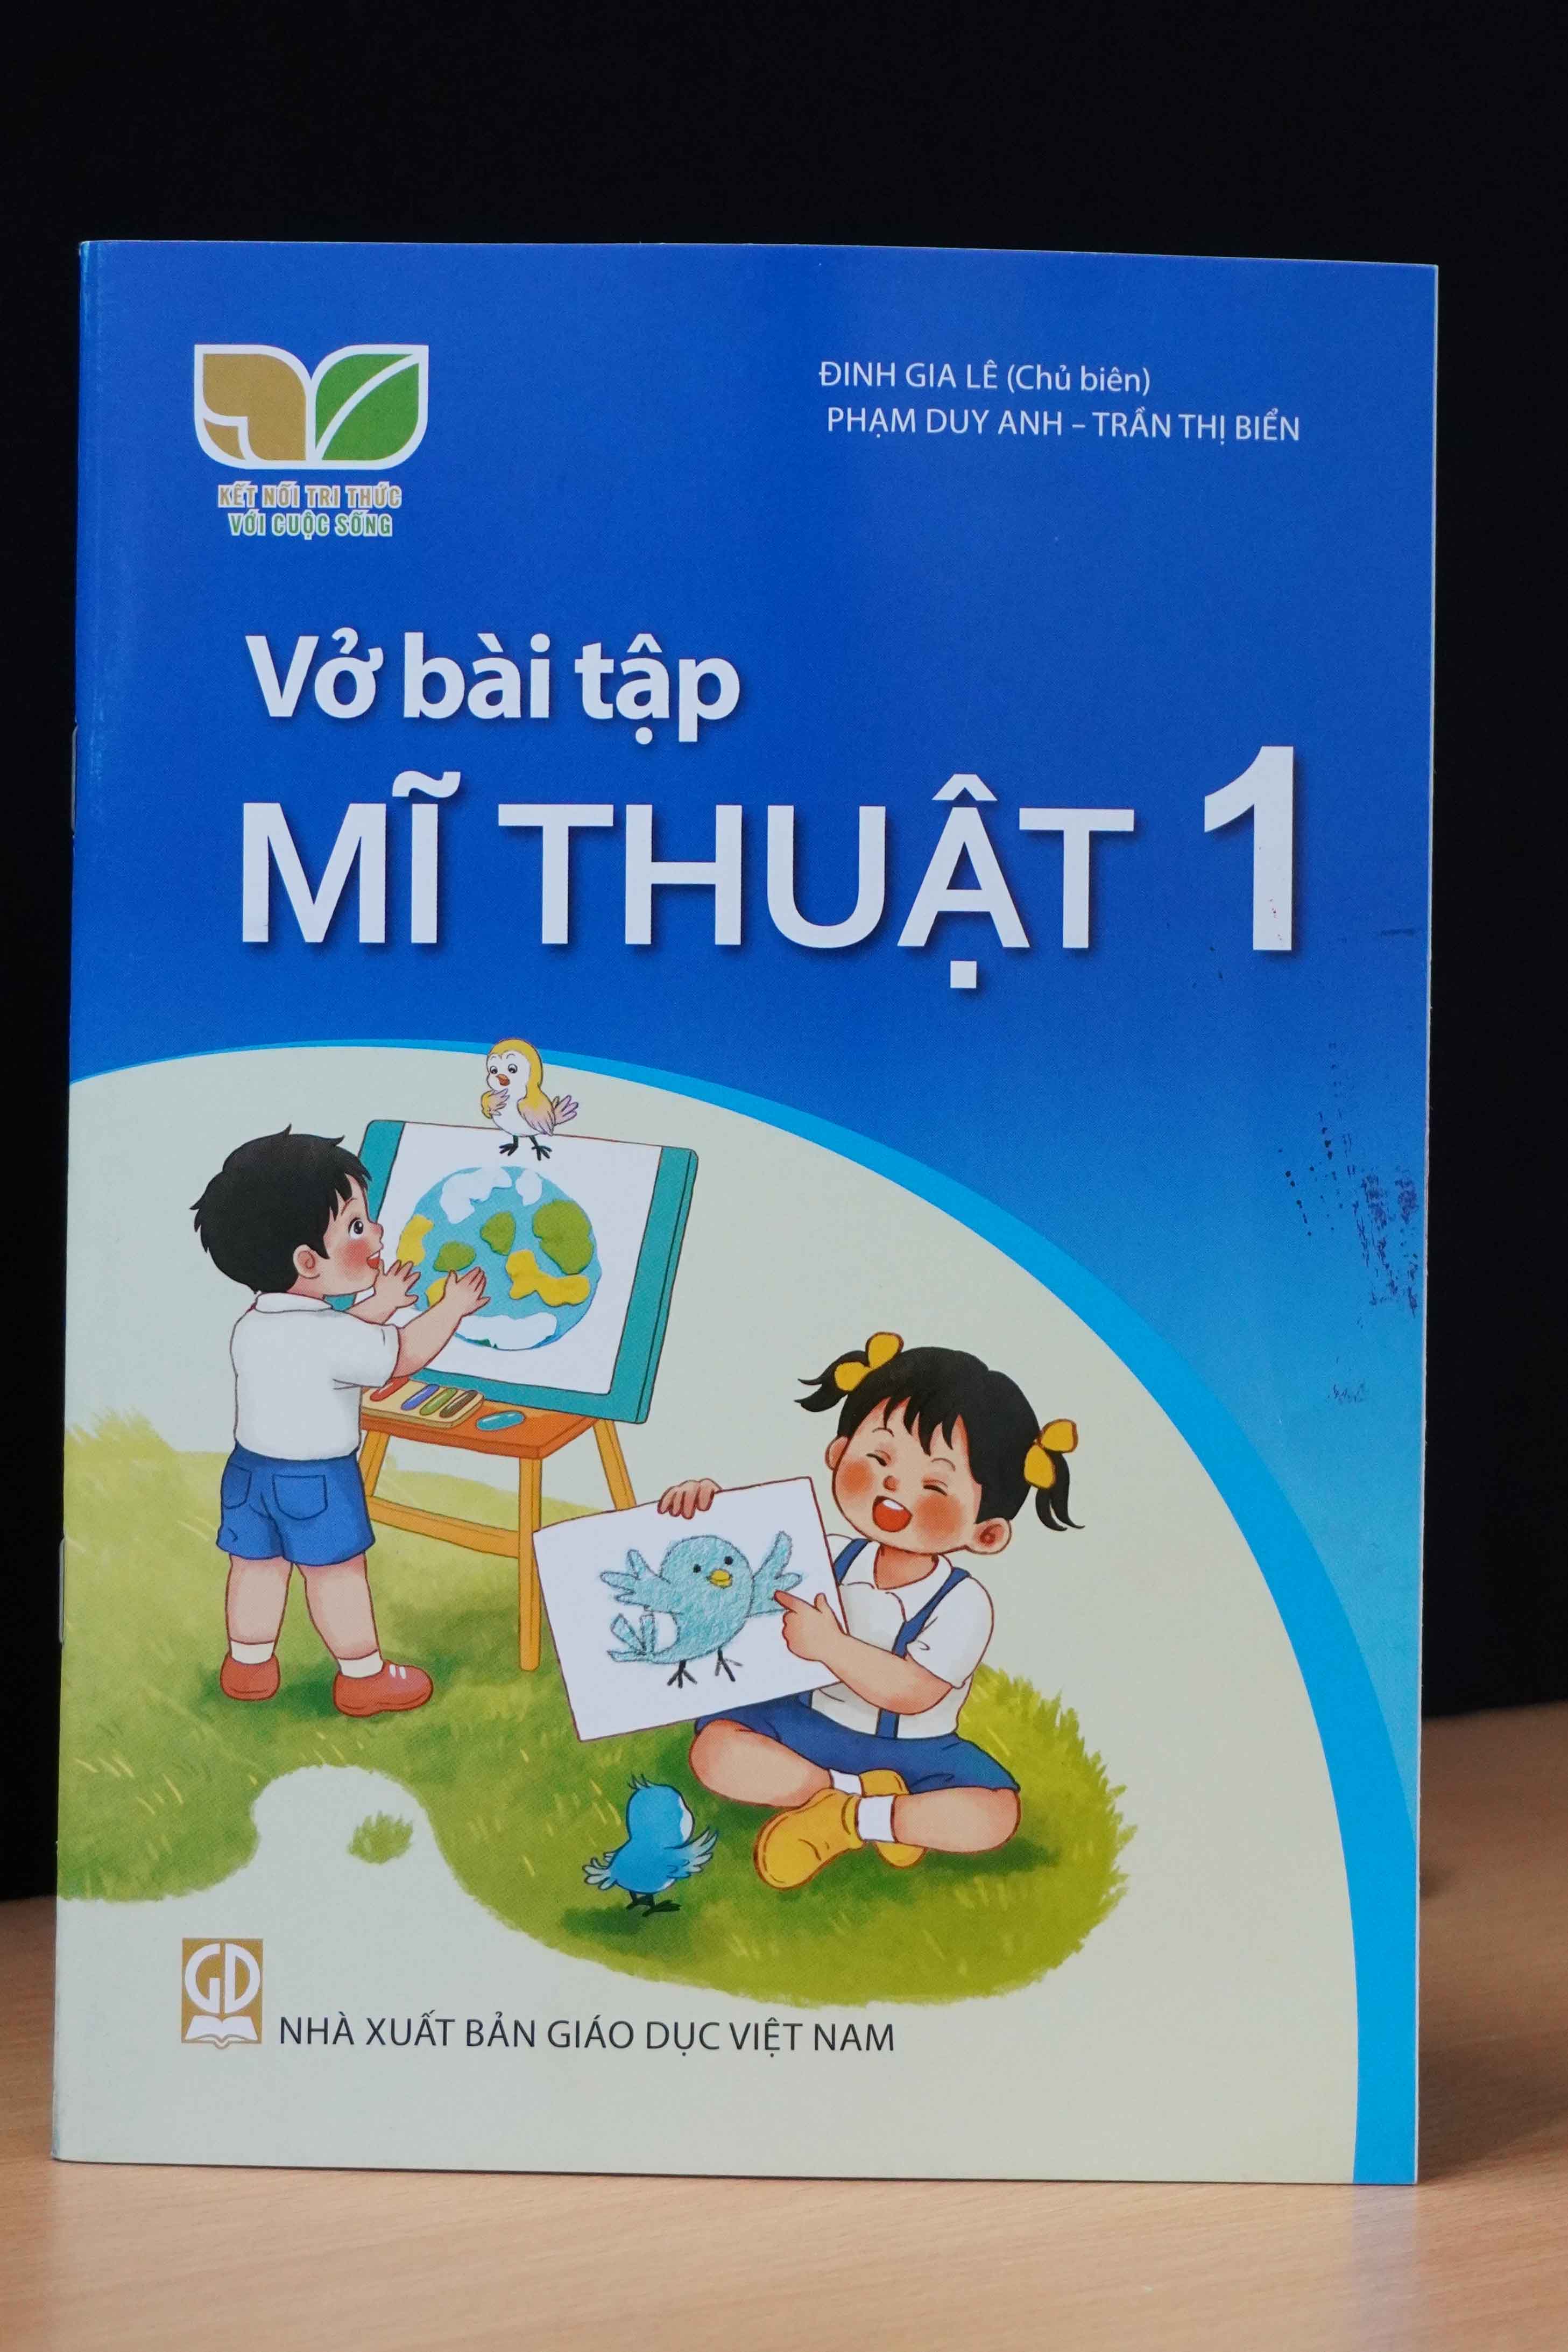 KẾT NỐI TRI THỨC
VỚI CUỘC SỐNG
ĐINH GIA LÊ (Chủ biên)
PHẠM DUY ANH – TRẦN THỊ BIỂN
Vở bài tập
MĨ THUẬT 1
GD
NHÀ XUẤT BẢN GIÁO DỤC VIỆT NAM